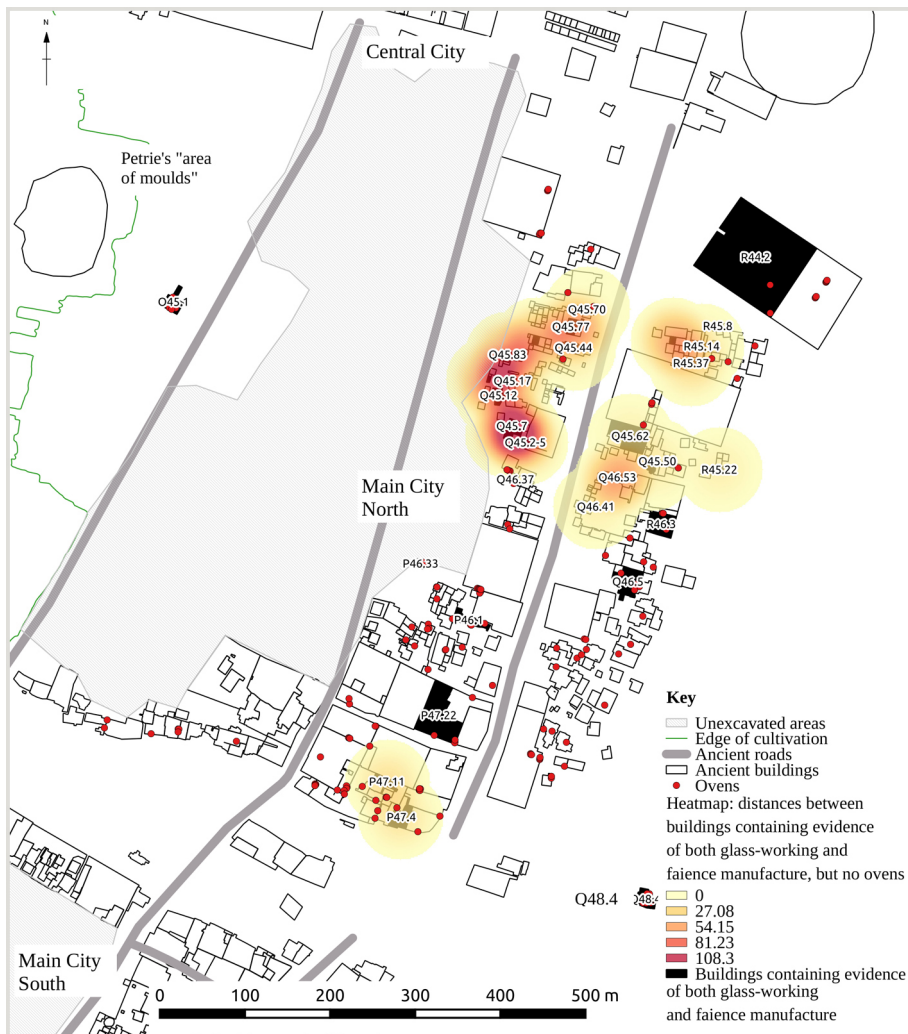 N
Central City
Petrie's "area
of moulds"
R44.2
O45.1
Q45.70
Q45.77
R45.8
Q45.44
R45.14
Q45.83
R45.37
Q45.17
Q45.12
Q45.7
Q45.62
Q45.2-5
Q45.50
R45.22
Q46.37
Q46.53
Main City
North
Q46.41
R46.3
P46.33
Q46.5
P46.1
Key
P47.22
Unexcavated areas
Edge of cultivation
Ancient roads
Ancient buildings
P47.11
Ovens
Heatmap: distances between
P47.4
buildings containing evidence
of both glass-working and
faience manufacture, but no ovens
Q48.4
0
27.08
54.15
81.23
108.3
Main City
South
Buildings containing evidence
of both glass-working
and faience manufacture
0 100 200 300 400 500 m